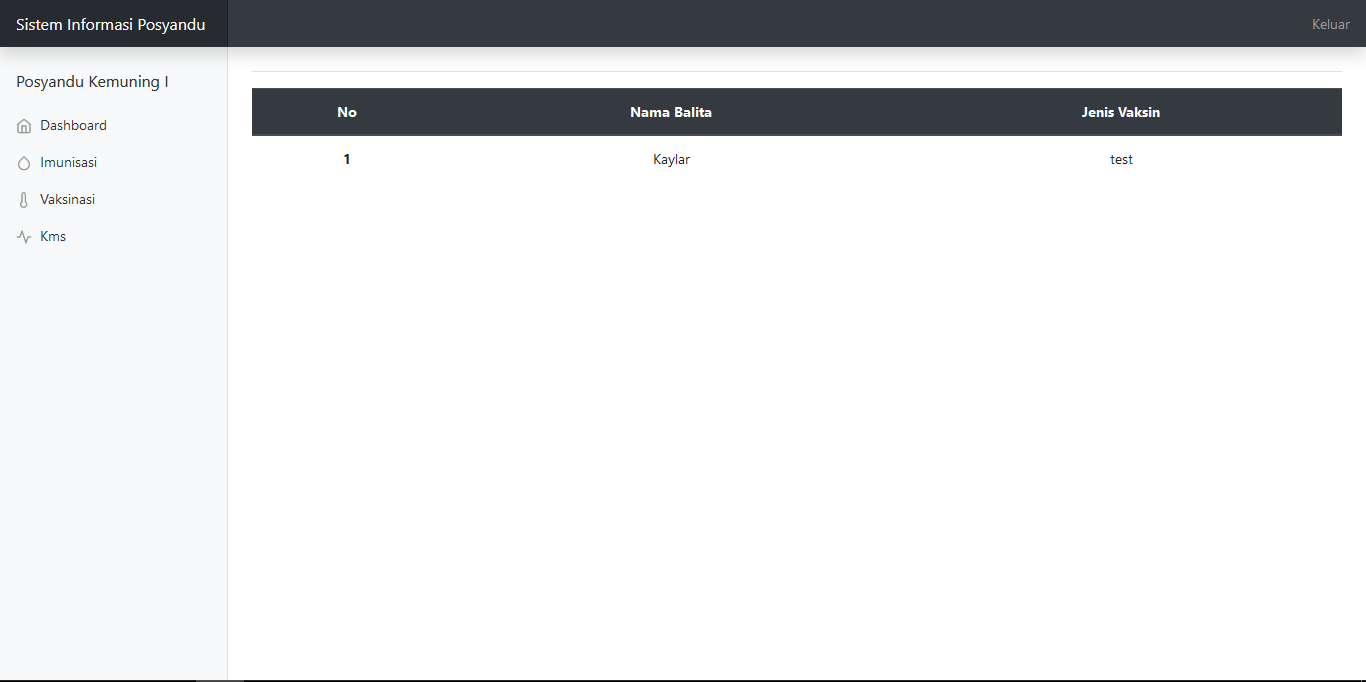 Sistem Informasi Posyandu
Keluar
Posyandu Kemuning I
Dashboard
Imunisasi
Vaksinasi
Kms
No Nama Balita Jenis Vaksin
1 Kaylar test